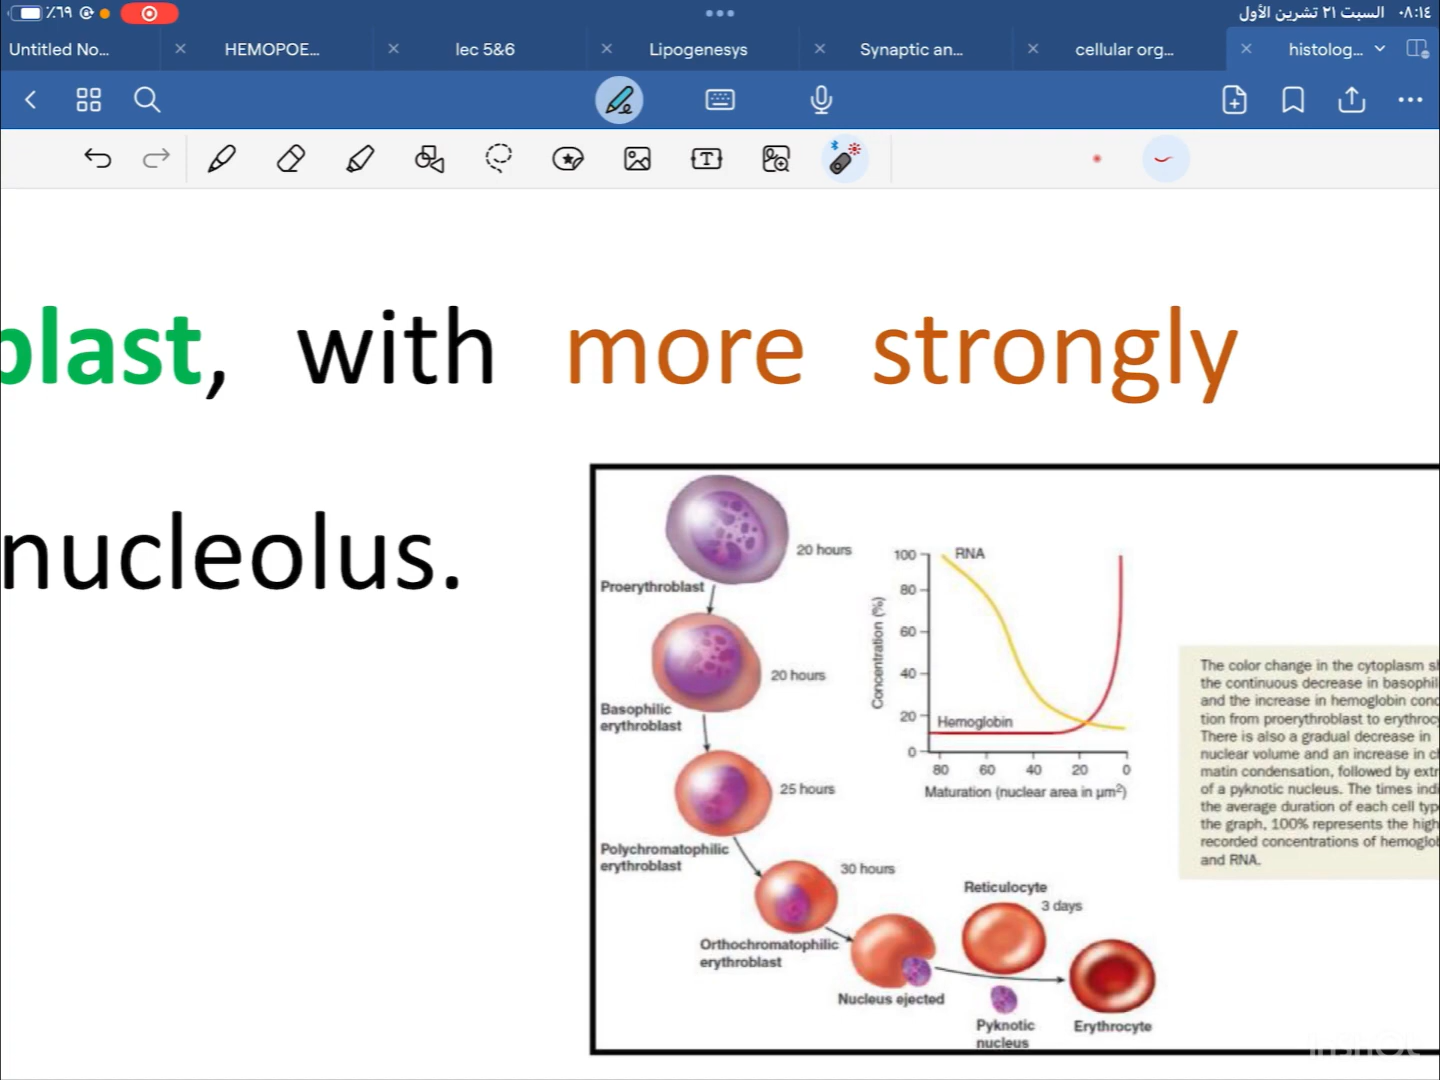 ٪٦٩
السبت ٢١ تشرين الأول ٠٨:١٤
Untitled No...
HEMOPOE...
lec 5&6
Lipogenesys
Synaptic an...
cellular org...
histolog...
blast, with more strongly
nucleolus.
20 hours
Proerythroblast
20 hours
Basophilic
erythroblast
25 hours
Polychromatophilic
erythroblast
30 hours
Orthochromatophilic
erythroblast
Nucleus ejected
Reticulocyte
3 days
Pyknotic
nucleus
Erythrocyte
RNA
100
80
60
40
20
0
Concentration (%)
Hemoglobin
80 60 40 20 0
Maturation (nuclear area in µm²)
The color change in the cytoplasm s
the continuous decrease in basophil
and the increase in hemoglobin conc
tion from proerythroblast to erythrocy
There is also a gradual decrease in
nuclear volume and an increase in c
matin condensation, followed by extr
of a pyknotic nucleus. The times indi
the average duration of each cell typ
the graph, 100% represents the high
recorded concentrations of hemoglo
and RNA.
InShOt